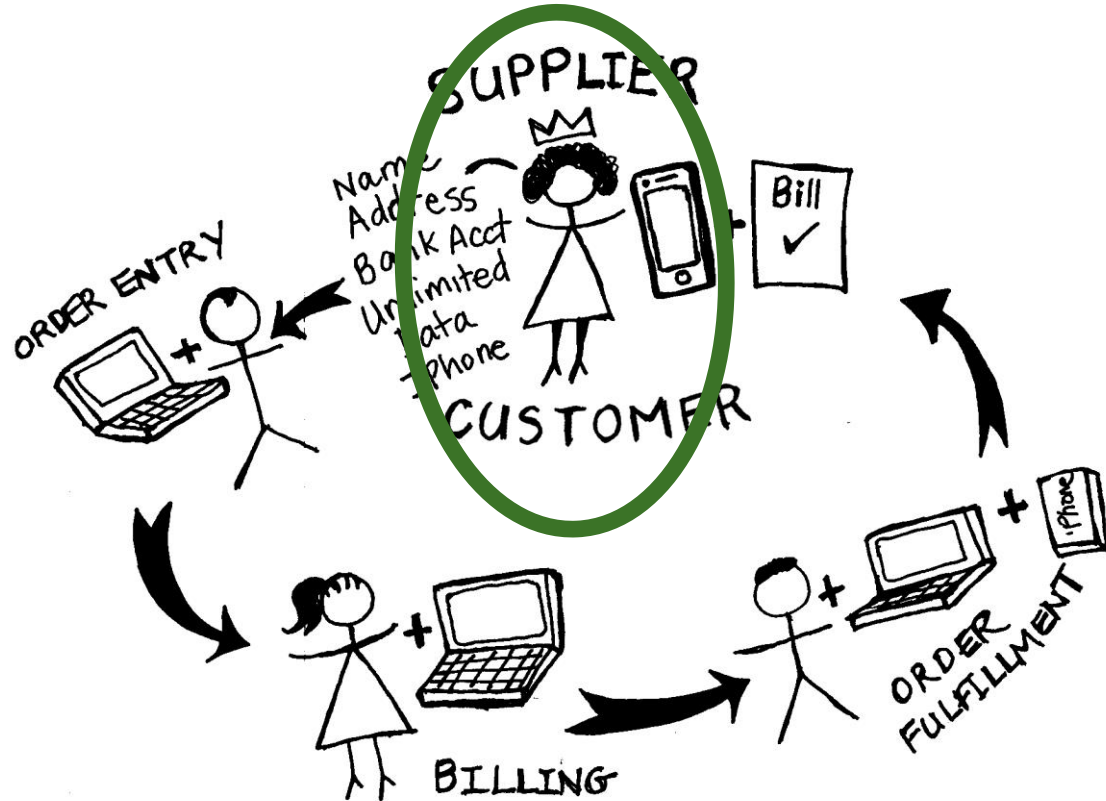 SUPPLIER
Name
Address
Bank Acct
Unlimited
Data
iPhone
Bill
ORDER ENTRY
CUSTOMER
iPhone
ORDER
FULFILLMENT
BILLING